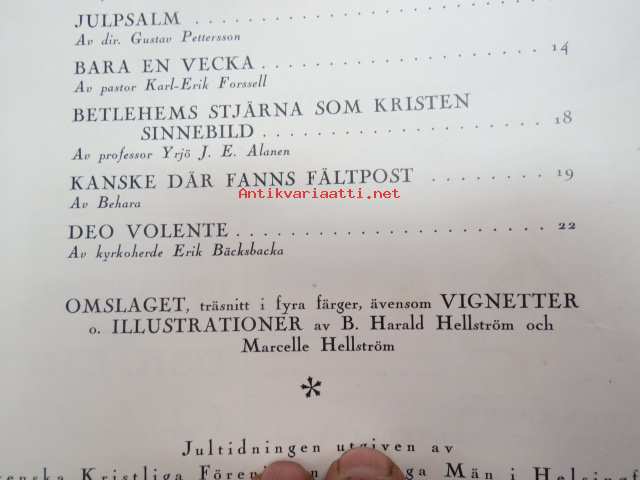 JULPSALM . . . . . . . . . . . . . . . . . .
Av dir. Gustav Pettersson
BARA EN VECKA . . . . . . . . . . . . . . 14
Av pastor Karl-Erik Forssell
BETLEHEMS STJÄRNA SOM KRISTEN
SINNEBILD . . . . . . . . . . . . . . 18
Av professor Yrjö J. E. Alanen
KANSKE DÄR FANNS FÄLTPOST . . . . . . . . 19
Antikvariaatti.net
Av Behara
DEO VOLENTE . . . . . . . . . . . . . . . . 22
Av kyrkoherde Erik Bäcksbacka
OMSLAGET, träsnitt i fyra färger, ävensom VIGNETTER
o. ILLUSTRATIONER av B. Harald Hellström och
Marcelle Hellström
*
Jultidningen utgiven av
Kristliga Män i